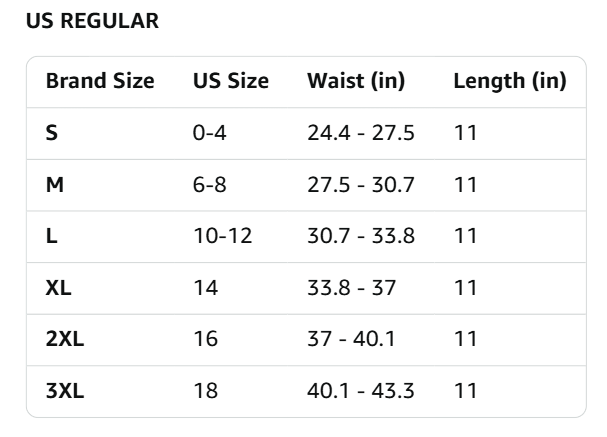 US REGULAR
Brand Size US Size Waist (in) Length (in)
S 0-4 24.4 - 27.5 11
M 6-8 27.5 - 30.7 11
L 10-12 30.7 - 33.8 11
XL 14 33.8 - 37 11
2XL 16 37 - 40.1 11
3XL 18 40.1 - 43.3 11